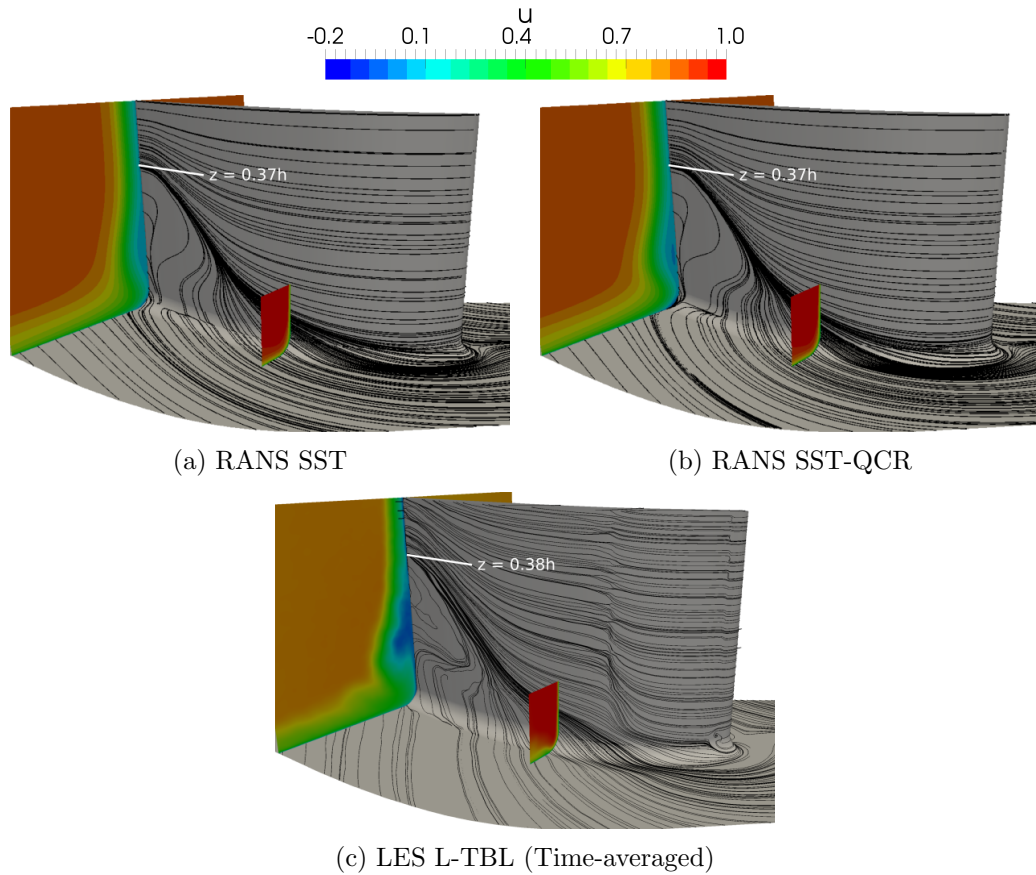 u
-0.2 0.1 0.4 0.7 1.0
z = 0.37h
z = 0.37h
(a) RANS SST
(b) RANS SST-QCR
z = 0.38h
(c) LES L-TBL (Time-averaged)